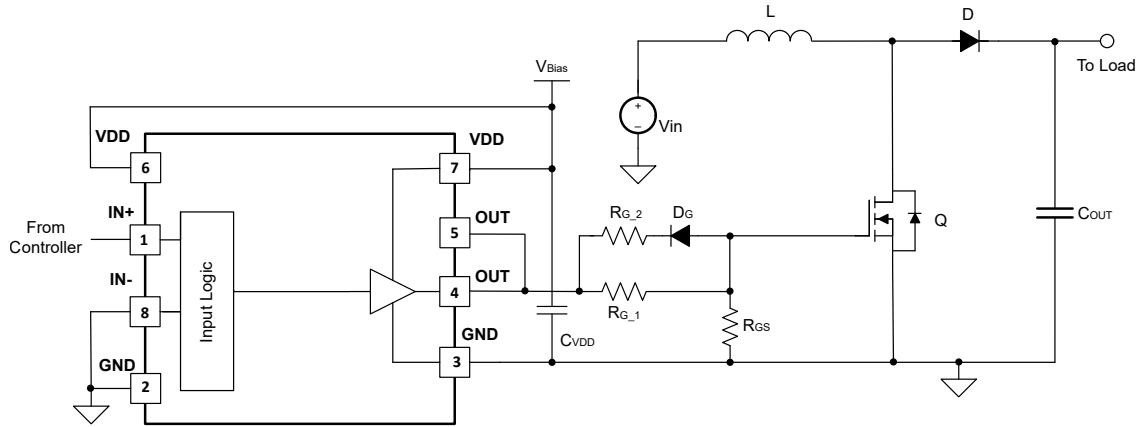 L
D
To Load
VBias
Vin
VDD
VDD
6
7
IN+
From
Controller
1
OUT
5
RG_2
DG
Q
COUT
IN-
OUT
8
4
Input Logic
RG_1
RGS
CVDD
GND
GND
3
2
+
−